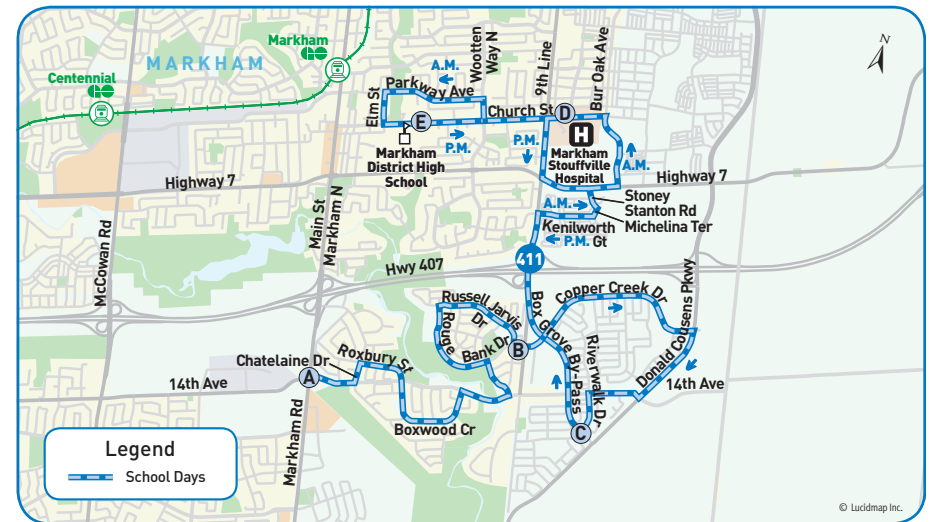 N
Markham
Centennial
MARKHAM
Wootten
Way N
A.M.
Parkway Ave
Elm St
9th Line
Bur Oak Ave
Church St
D
E
P.M.
P.M.
H
Markham
Stouffville
Hospital
A.M.
Markham
District High
School
Highway 7
Highway 7
Stoney
Stanton Rd
Michelina Ter
A.M.
Kenilworth
Gt
P.M.
Main St
Markham N
McCowan Rd
411
Hwy 407
Copper Creek Dr
Russell Jarvis
Dr
Rouge
Bank Dr
B
Box Grove By-Pass
Riverwalk Dr
Donald Cousens Pkwy
Chatelaine Dr
Roxbury St
A
14th Ave
14th Ave
Boxwood Cr
C
Markham Rd
Legend
School Days
© Lucidmap Inc.